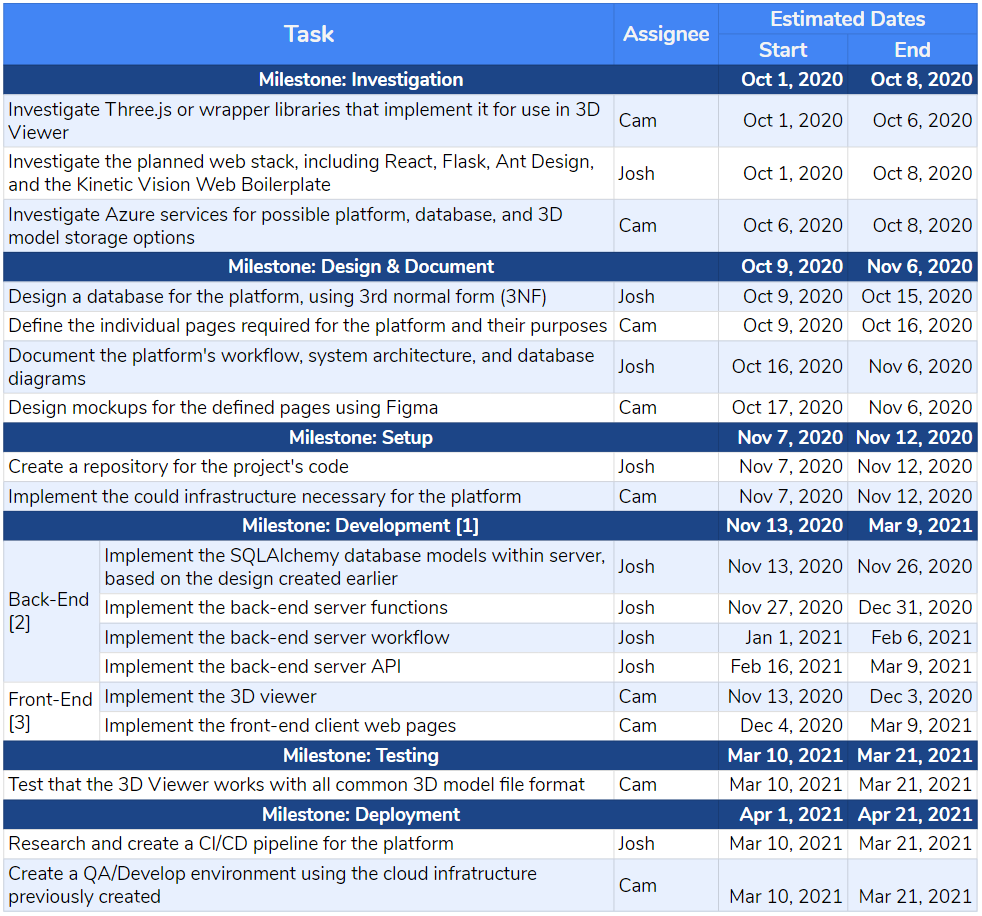 Task Assignee Estimated Dates
Start End
Milestone: Investigation Oct 1, 2020 Oct 8, 2020
Investigate Three.js or wrapper libraries that implement it for use in 3D
Viewer
Cam Oct 1, 2020 Oct 6, 2020
Investigate the planned web stack, including React, Flask, Ant Design,
and the Kinetic Vision Web Boilerplate
Josh Oct 1, 2020 Oct 8, 2020
Investigate Azure services for possible platform, database, and 3D
model storage options
Cam Oct 6, 2020 Oct 8, 2020
Milestone: Design & Document Oct 9, 2020 Nov 6, 2020
Design a database for the platform, using 3rd normal form (3NF) Josh Oct 9, 2020 Oct 15, 2020
Define the individual pages required for the platform and their purposes Cam Oct 9, 2020 Oct 16, 2020
Document the platform's workflow, system architecture, and database
diagrams
Josh Oct 16, 2020 Nov 6, 2020
Design mockups for the defined pages using Figma Cam Oct 17, 2020 Nov 6, 2020
Milestone: Setup Nov 7, 2020 Nov 12, 2020
Create a repository for the project's code Josh Nov 7, 2020 Nov 12, 2020
Implement the could infrastructure necessary for the platform Cam Nov 7, 2020 Nov 12, 2020
Milestone: Development [1] Nov 13, 2020 Mar 9, 2021
Back-End
[2]
Implement the SQLAlchemy database models within server,
based on the design created earlier
Josh Nov 13, 2020 Nov 26, 2020
Implement the back-end server functions Josh Nov 27, 2020 Dec 31, 2020
Implement the back-end server workflow Josh Jan 1, 2021 Feb 6, 2021
Implement the back-end server API Josh Feb 16, 2021 Mar 9, 2021
Front-End
[3]
Implement the 3D viewer Cam Nov 13, 2020 Dec 3, 2020
Implement the front-end client web pages Cam Dec 4, 2020 Mar 9, 2021
Milestone: Testing Mar 10, 2021 Mar 21, 2021
Test that the 3D Viewer works with all common 3D model file format Cam Mar 10, 2021 Mar 21, 2021
Milestone: Deployment Apr 1, 2021 Apr 21, 2021
Research and create a CI/CD pipeline for the platform Josh Mar 10, 2021 Mar 21, 2021
Create a QA/Develop environment using the cloud infratructure
previously created
Cam Mar 10, 2021 Mar 21, 2021